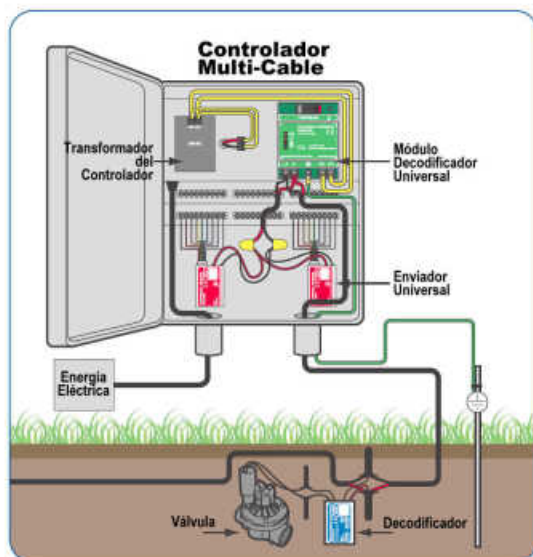 Controlador
Multi-Cable
Transformador
del
Controlador
Módulo
Decodificador
Universal
Enviador
Universal
Energía
Eléctrica
Válvula
Decodificador